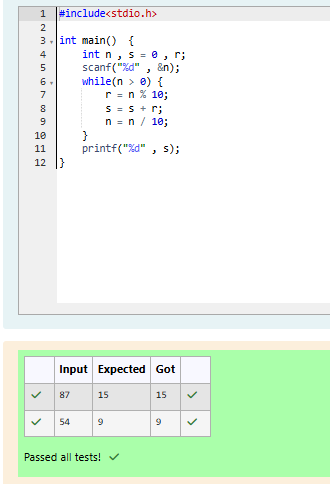 1 #include<stdio.h>
2
3 int main()  {
4     int n , s = 0 , r;
5     scanf("%d" , &n);
6     while(n > 0) {
7         r = n % 10;
8         s = s + r;
9         n = n / 10;
10     }
11     printf("%d" , s);
12 }
Input Expected Got
87 15 15
54 9 9
Passed all tests!